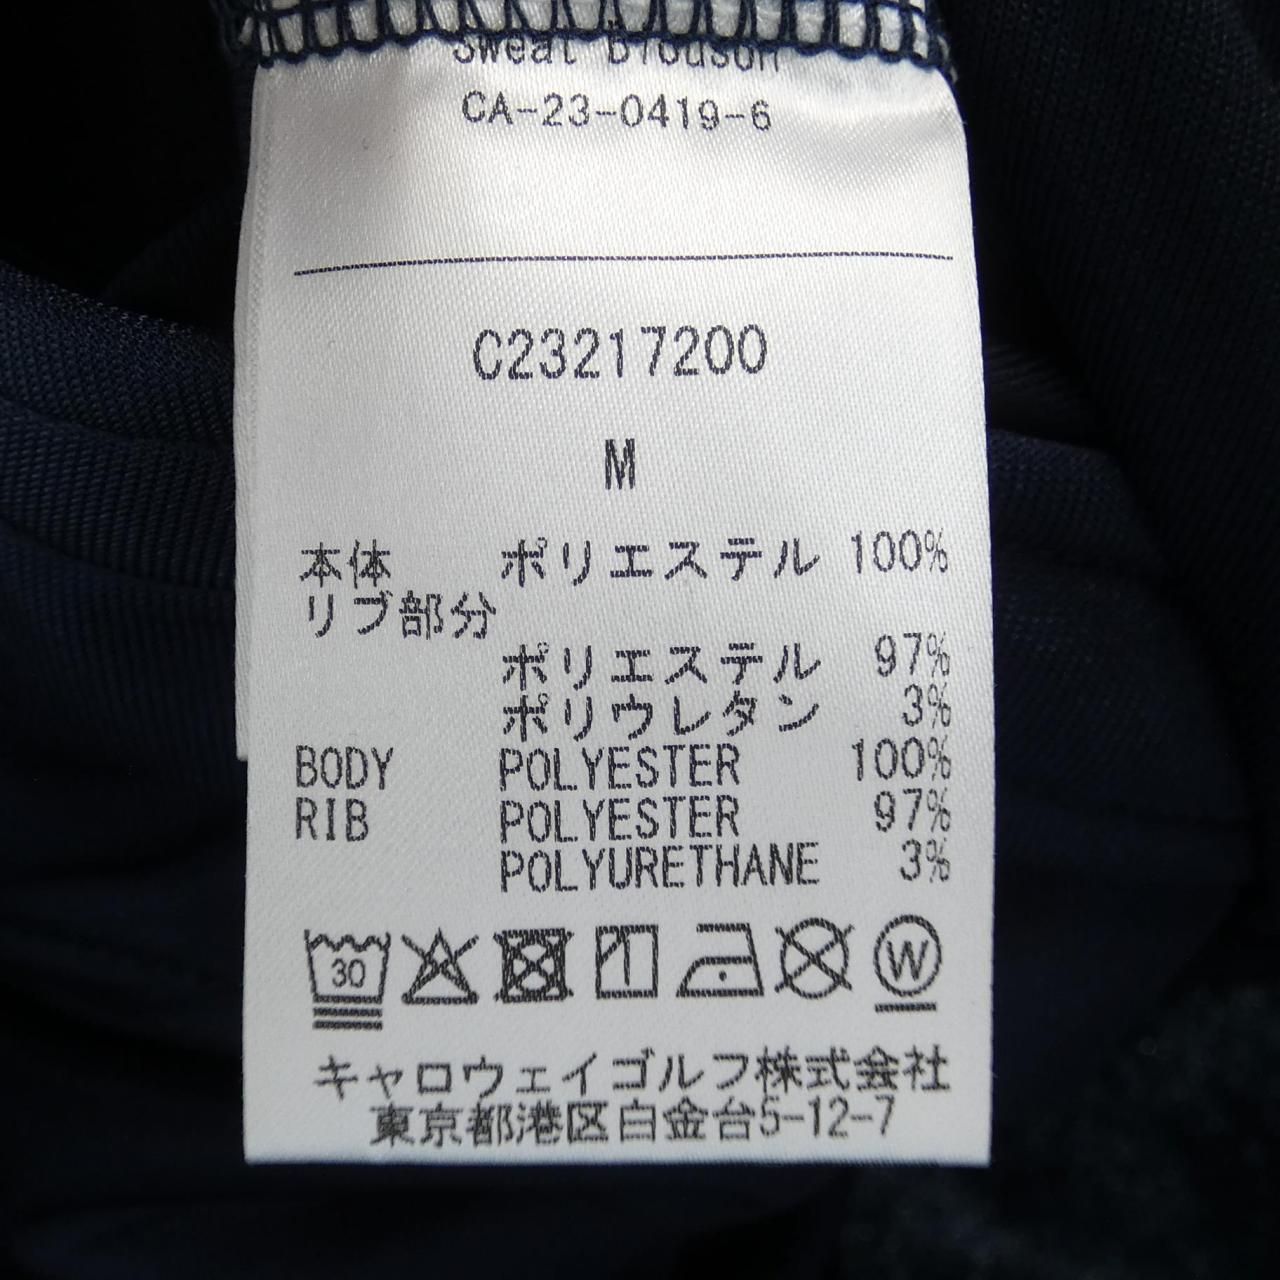 Sweat Blouson
CA-23-0419-6
C23217200
M
本体 ポリエステル 100%
リブ部分
ポリエステル 97%
ポリウレタン 3%
BODY POLYESTER 100%
RIB POLYESTER 97%
POLYURETHANE 3%
30 W
キャロウェイゴルフ株式会社
東京都港区白金台5-12-7